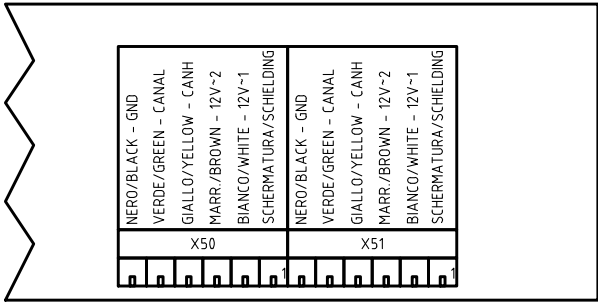 NERO/BLACK - GND
VERDE/GREEN - CANAL
GIALLO/YELLOW - CANH
MARR./BROWN - 12V~2
BIANCO/WHITE - 12V~1
SCHERMATURA/SCHIELDING
NERO/BLACK - GND
VERDE/GREEN - CANAL
GIALLO/YELLOW - CANH
MARR./BROWN - 12V~2
BIANCO/WHITE - 12V~1
SCHERMATURA/SCHIELDING
X50
X51
1
1